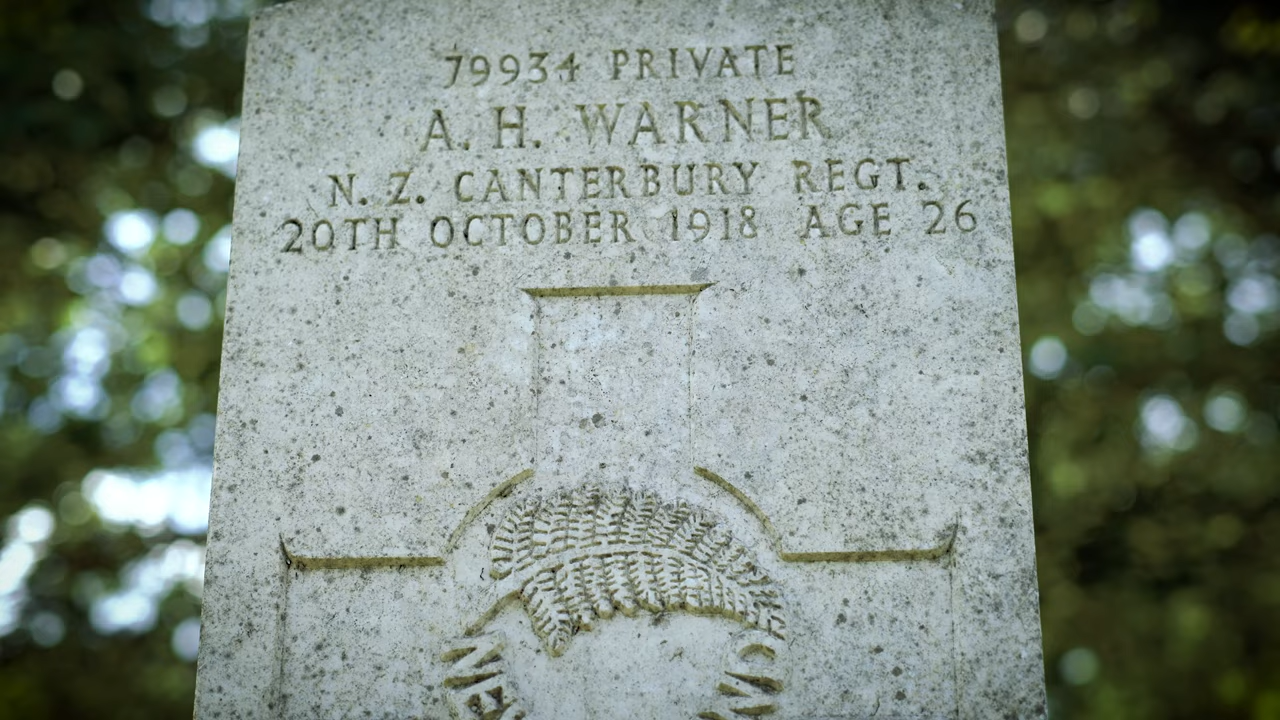 79934 PRIVATE
A. H. WARNER
N. Z. CANTERBURY REGT.
20TH OCTOBER 1918 AGE 26